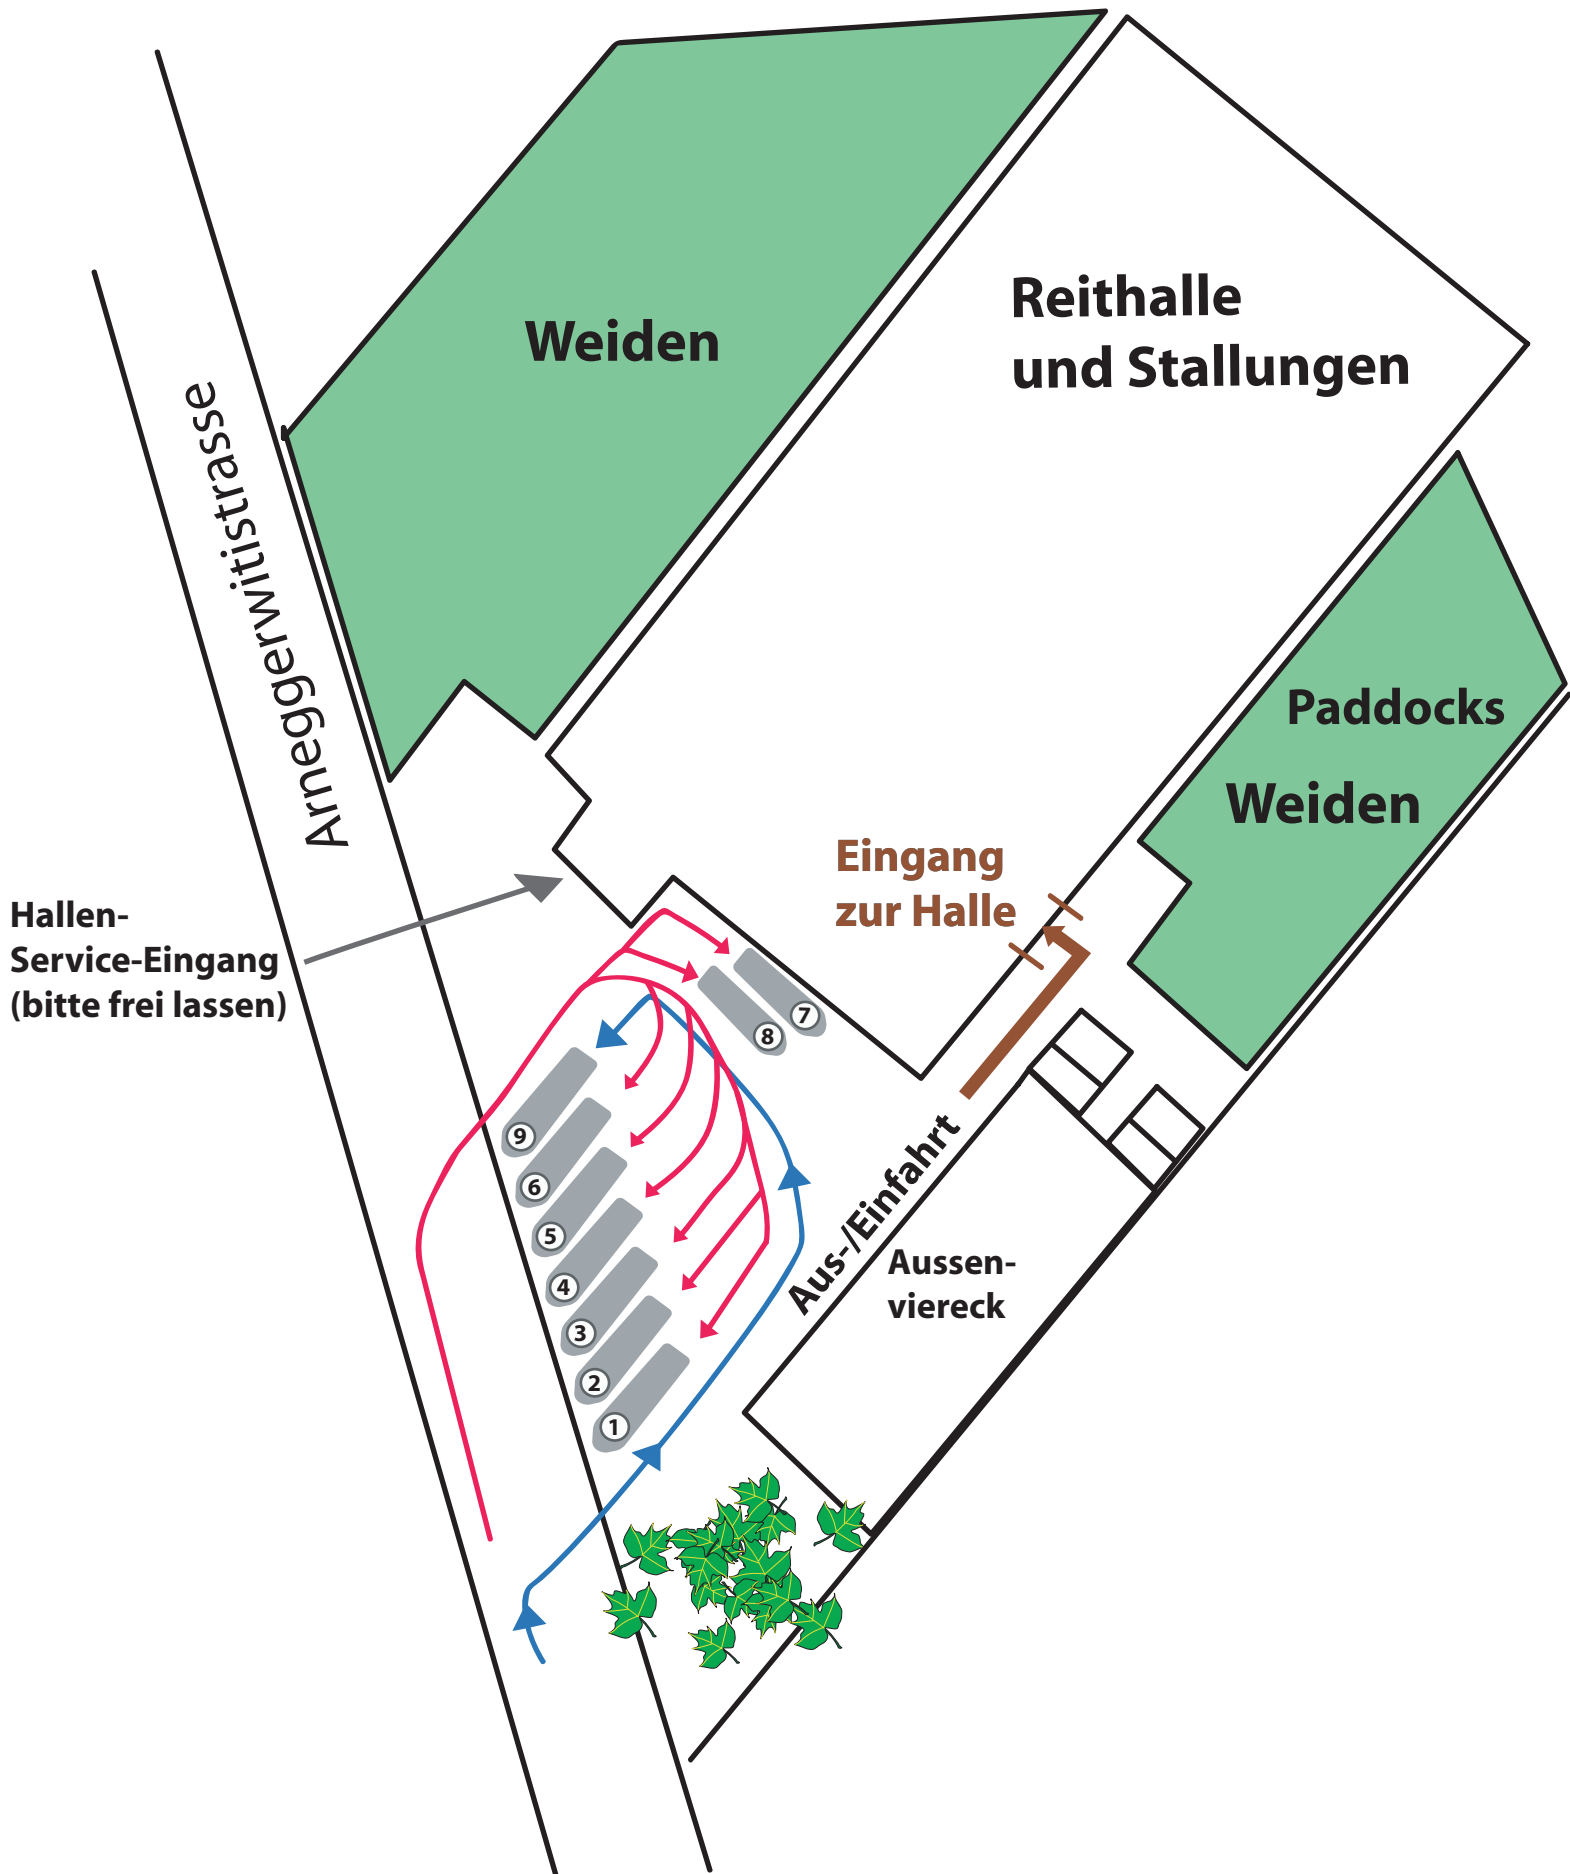 Weiden
Reithalle
und Stallungen
Arneggerwitistrasse
Paddocks
Weiden
Eingang
zur Halle
Hallen-
Service-Eingang
(bitte frei lassen)
7
8
9
6
5
4
3
2
1
Aus-/Einfahrt
Aussen-
viereck